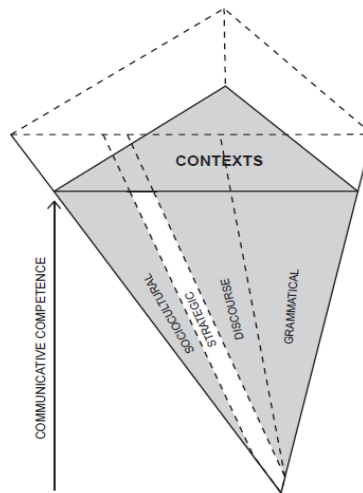 CONTEXTS
COMMUNICATIVE COMPETENCE
SOCIOCULTURAL
STRATEGIC
DISCOURSE
GRAMMATICAL